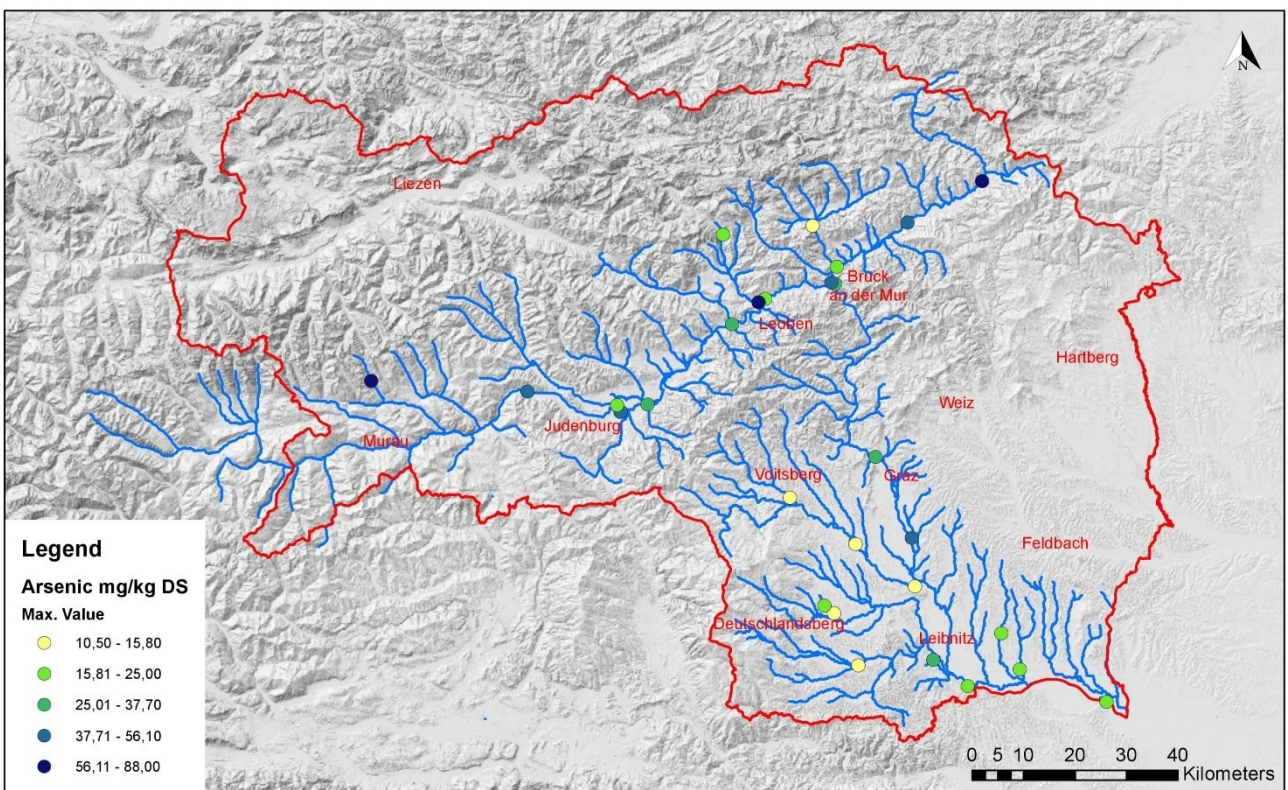 N
Liezen
Bruck
an der Mur
Leoben
Hartberg
Weiz
Judenburg
Murau
Voitsberg
Graz
Feldbach
Deutschlandsberg
Leibnitz
Legend
Arsenic mg/kg DS
Max. Value
10,50 - 15,80
15,81 - 25,00
25,01 - 37,70
37,71 - 56,10
56,11 - 88,00
0 5 10 20 30 40
Kilometers